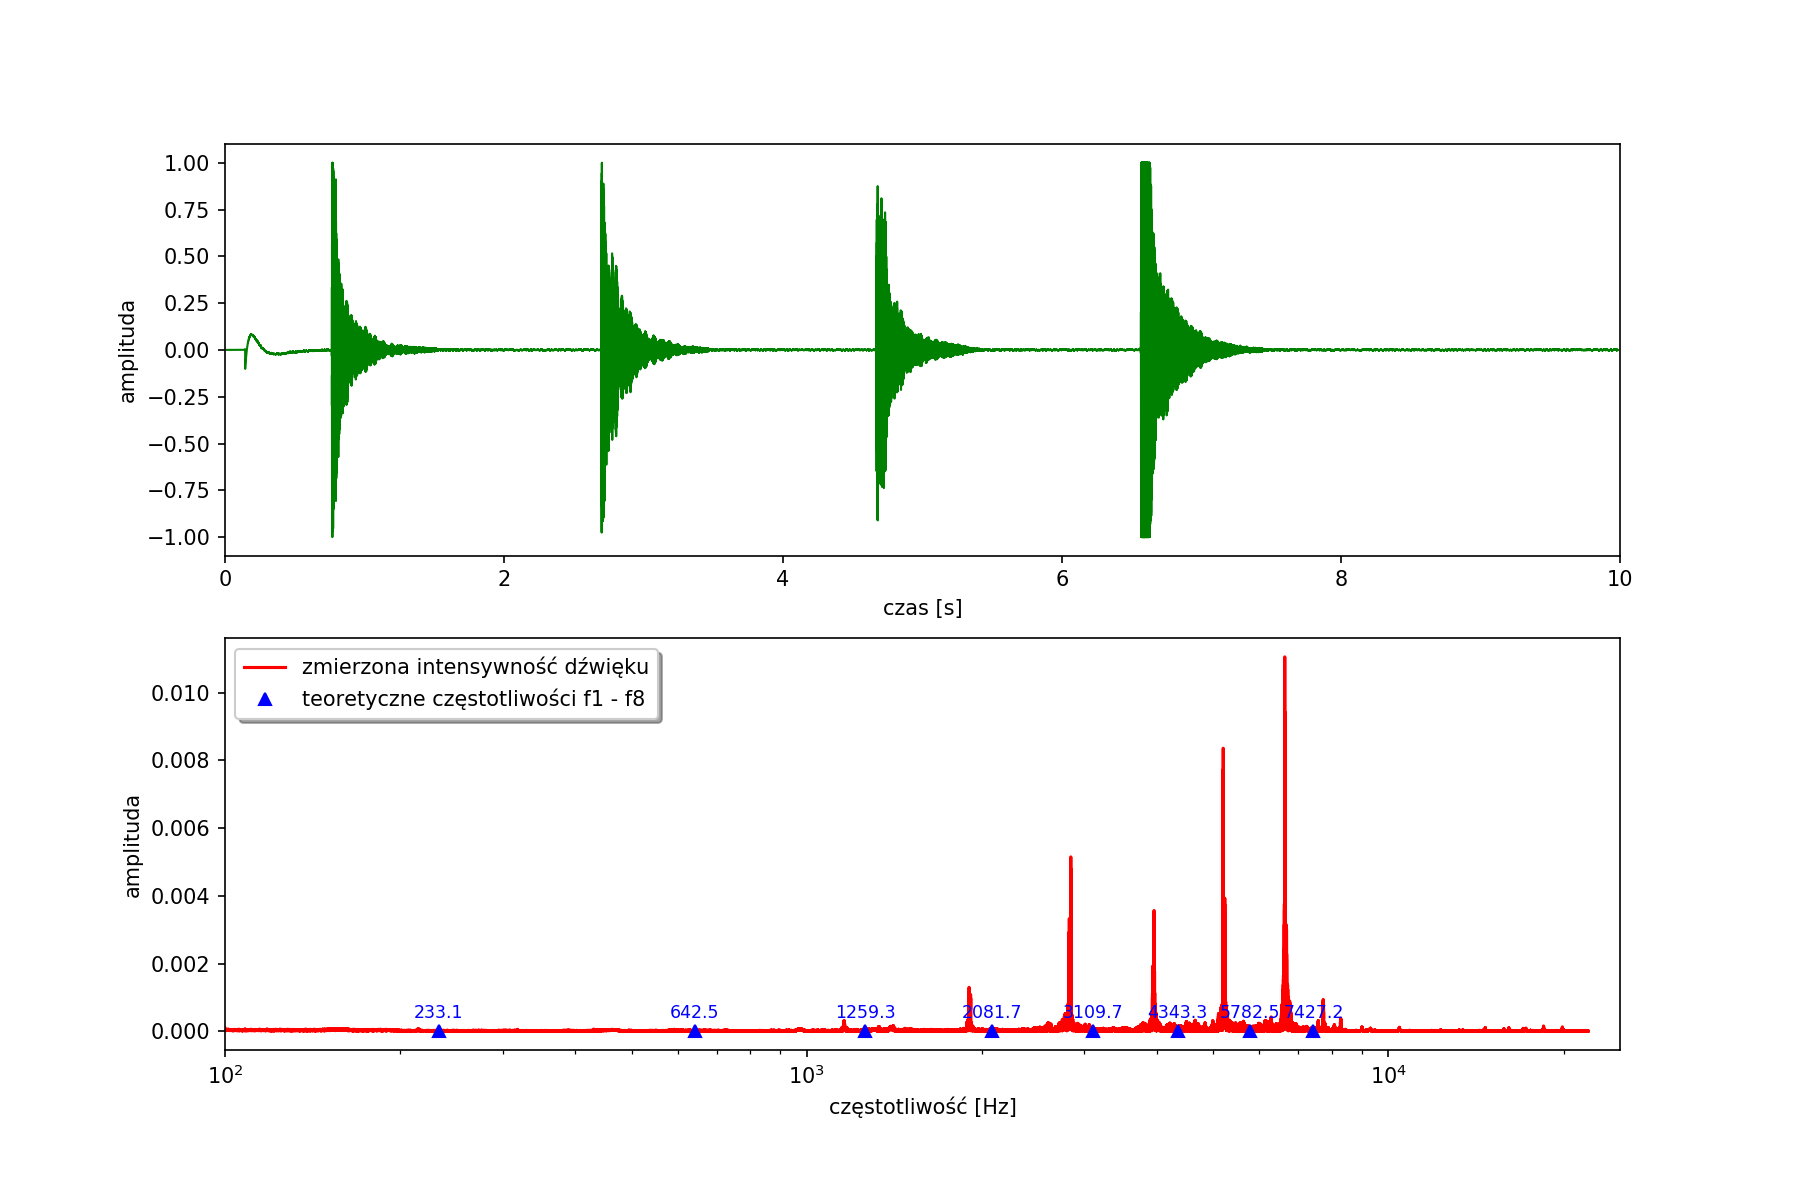 1.00
0.75
0.50
0.25
0.00
−0.25
−0.50
−0.75
−1.00
amplituda
0 2 4 6 8 10
czas [s]
zmierzona intensywność dźwięku
teoretyczne częstotliwości f1 - f8
0.010
0.008
0.006
0.004
0.002
0.000
amplituda
233.1 642.5 1259.3 2081.7 3109.7 4343.3 5782.5 7427.2
10² 10³ 10⁴
częstotliwość [Hz]